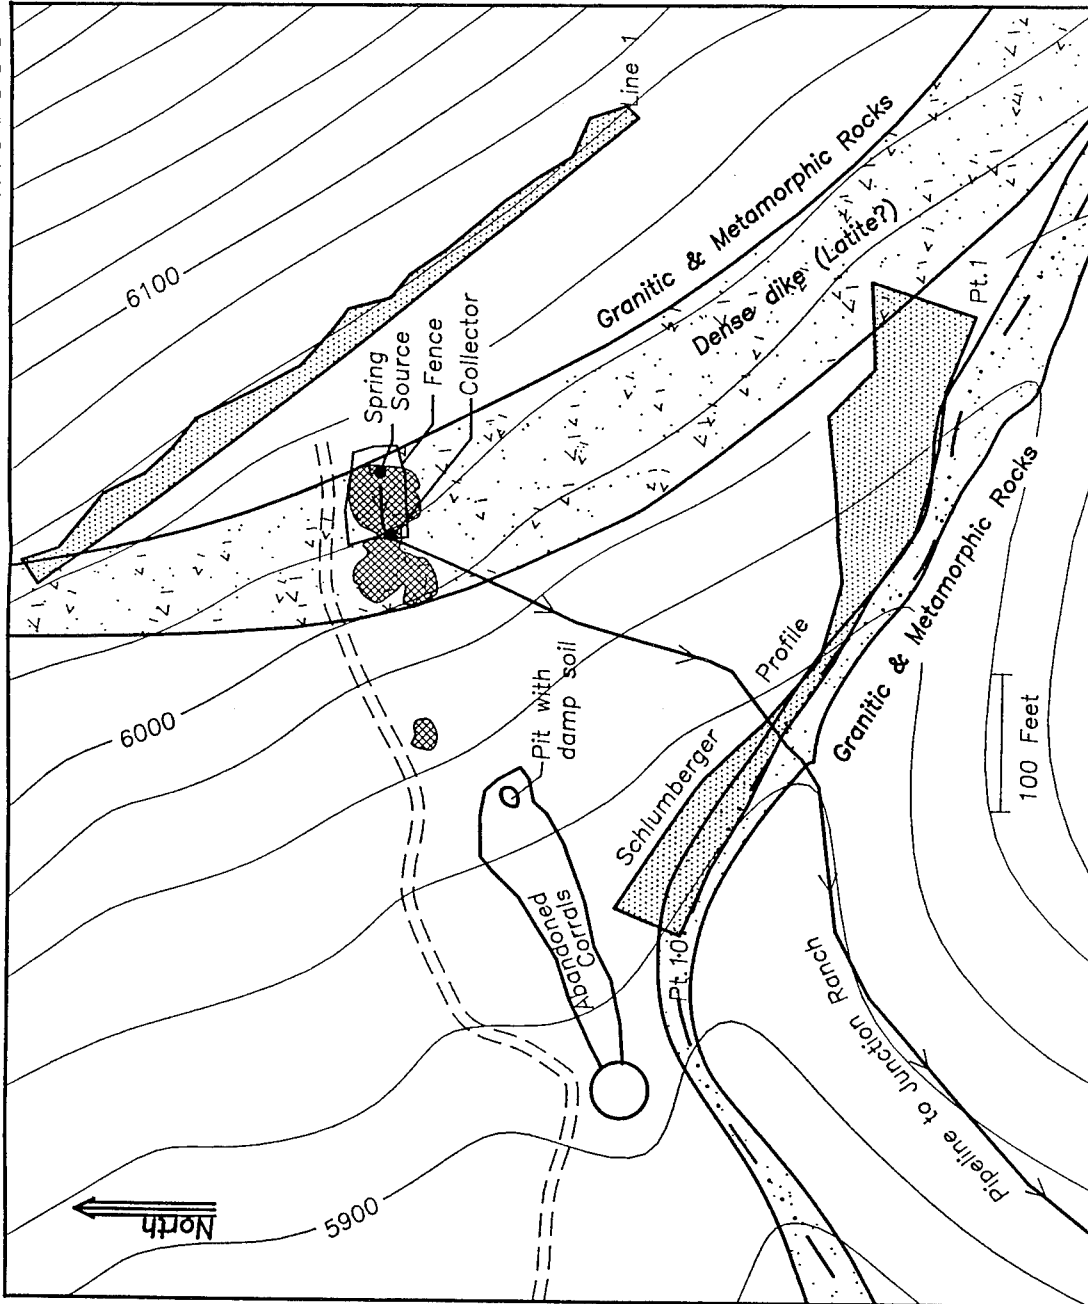 Line 1
6100
Granitic & Metamorphic Rocks
Dense dike (Latite?)
Spring
Source
Fence
Collector
Pt.1
6000
Pit with
damp soil
Profile
Schlumberger
Granitic & Metamorphic Rocks
100 Feet
Abandoned
Corrals
Pt.10
Pipeline to Junction Ranch
5900
North